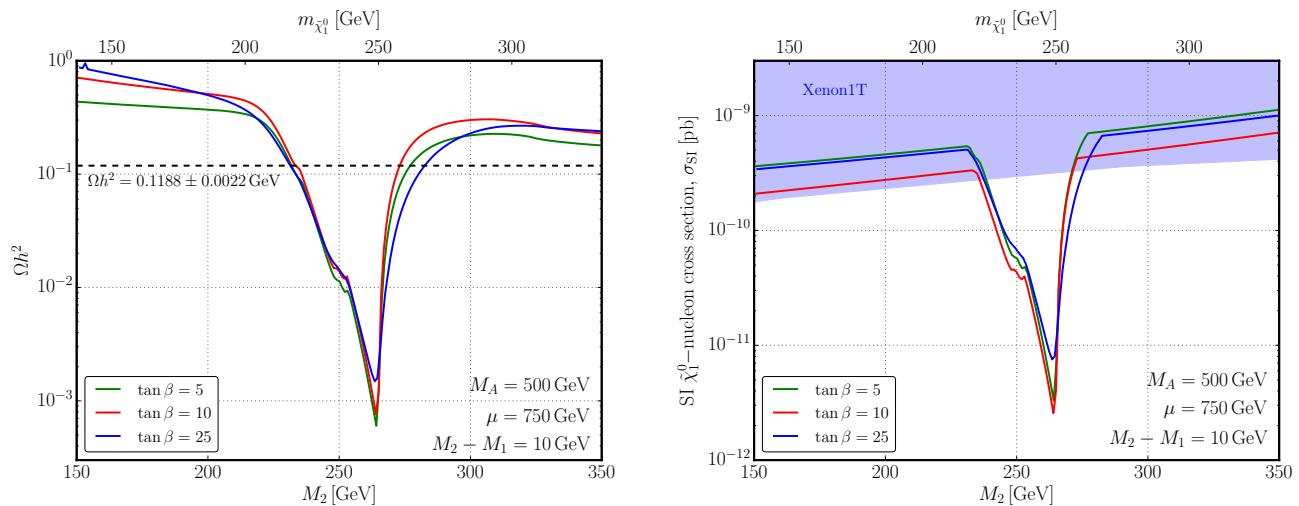 m_{χ̃₁⁰} [GeV]
150 200 250 300
10⁰
10⁻¹
10⁻²
10⁻³
Ωh²
Ωh² = 0.1188 ± 0.0022 GeV
tan β = 5
tan β = 10
tan β = 25
M_A = 500 GeV
μ = 750 GeV
M₂ − M₁ = 10 GeV
150 200 250 300 350
M₂ [GeV]
m_{χ̃₁⁰} [GeV]
150 200 250 300
Xenon1T
10⁻⁹
10⁻¹⁰
10⁻¹¹
10⁻¹²
SI χ̃₁⁰−nucleon cross section, σ_SI [pb]
tan β = 5
tan β = 10
tan β = 25
M_A = 500 GeV
μ = 750 GeV
M₂ − M₁ = 10 GeV
150 200 250 300 350
M₂ [GeV]